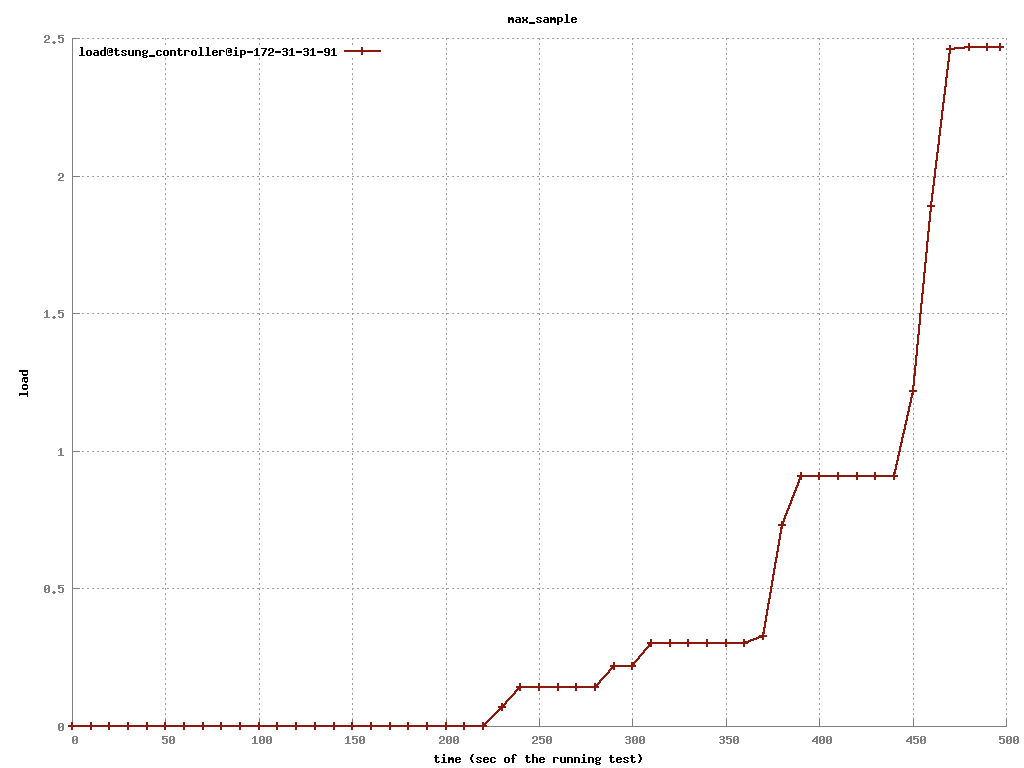 max_sample
load@tsung_controller@ip-172-31-31-91
2.5
2
1.5
1
0.5
0
load
0 50 100 150 200 250 300 350 400 450 500
time (sec of the running test)